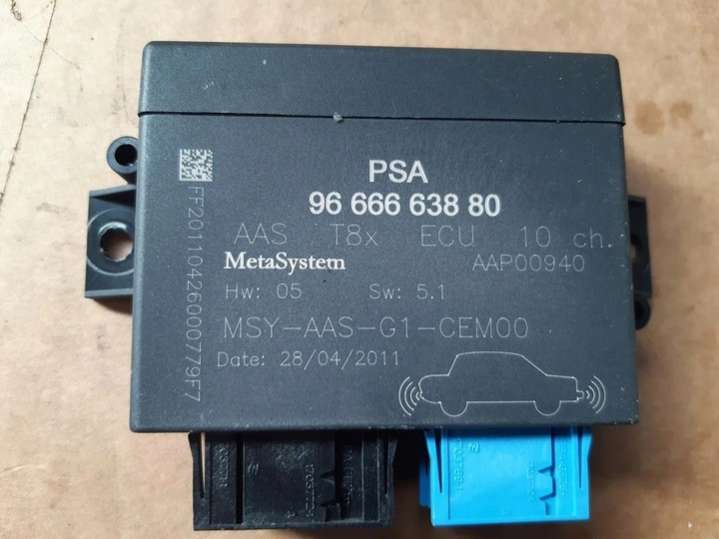 PSA
96 666 638 80
AAS T8x ECU 10 ch.
MetaSystem AAP00940
Hw: 05 Sw: 5.1
MSY-AAS-G1-CEM00
Date: 28/04/2011
FF201104260000779F7